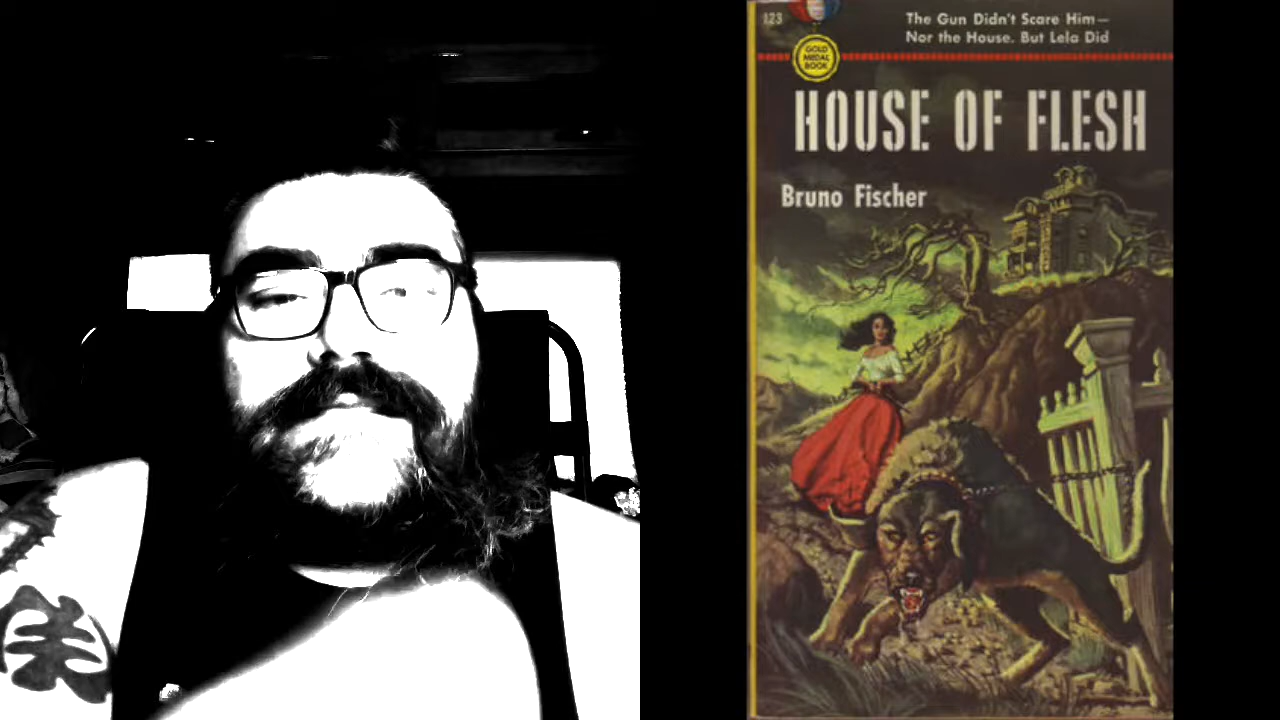 123
The Gun Didn't Scare Him—
Nor the House. But Lela Did
GOLD
MEDAL
BOOK
HOUSE OF FLESH
Bruno Fischer